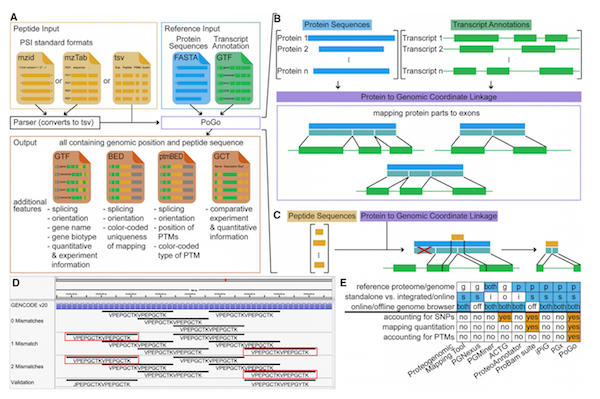 A
Peptide Input
PSI standard formats
mzid
or
mzTab
or
tsv
Reference Input
Protein Sequences
Transcript Annotation
FASTA
GTF
Parser (converts to tsv)
PoGo
Output
all containing genomic position and peptide sequence
GTF
BED
ptmBED
GCT
additional features
- splicing
- orientation
- gene name
- gene biotype
- quantitative & experiment information
- splicing
- orientation
- color-coded uniqueness of mapping
- splicing
- orientation
- position of PTMs
- color-coded type of PTM
- comparative experiment & quantitative information
B
Protein Sequences
Transcript Annotations
Protein 1
Protein 2
Protein n
Transcript 1
Transcript 2
Transcript n
Protein to Genomic Coordinate Linkage
mapping protein parts to exons
C
Peptide Sequences
Protein to Genomic Coordinate Linkage
D
GENCODE v20
0 Mismatches
VPEPGCTKVPEPGCTK
VPEPGCTKVPEPGCTK
1 Mismatch
VPEPGCTKVPEPGCTK
VPEPGCTKVPEPGCTK
VPEPGCTKVPEPGCTK
2 Mismatches
VPEPGCTKVPEPGCTK
VPEPGCTKVPEPGCTK
Validation
E
reference proteome/genome
g g both g p p p p p
standalone vs. integrated/online
s s i o i s s s s
online/offline genome browser
both off both both both off both both both
accounting for SNPs
no no no yes no yes no no yes
mapping quantitation
no no no no no yes no no yes
accounting for PTMs
no no no no no no no no yes
Proteogenomic Mapping Tool
PGNexus
PGMiner
ACTG
ProteoAnnotator
ProBam suite
iPiG
PGx
PoGo